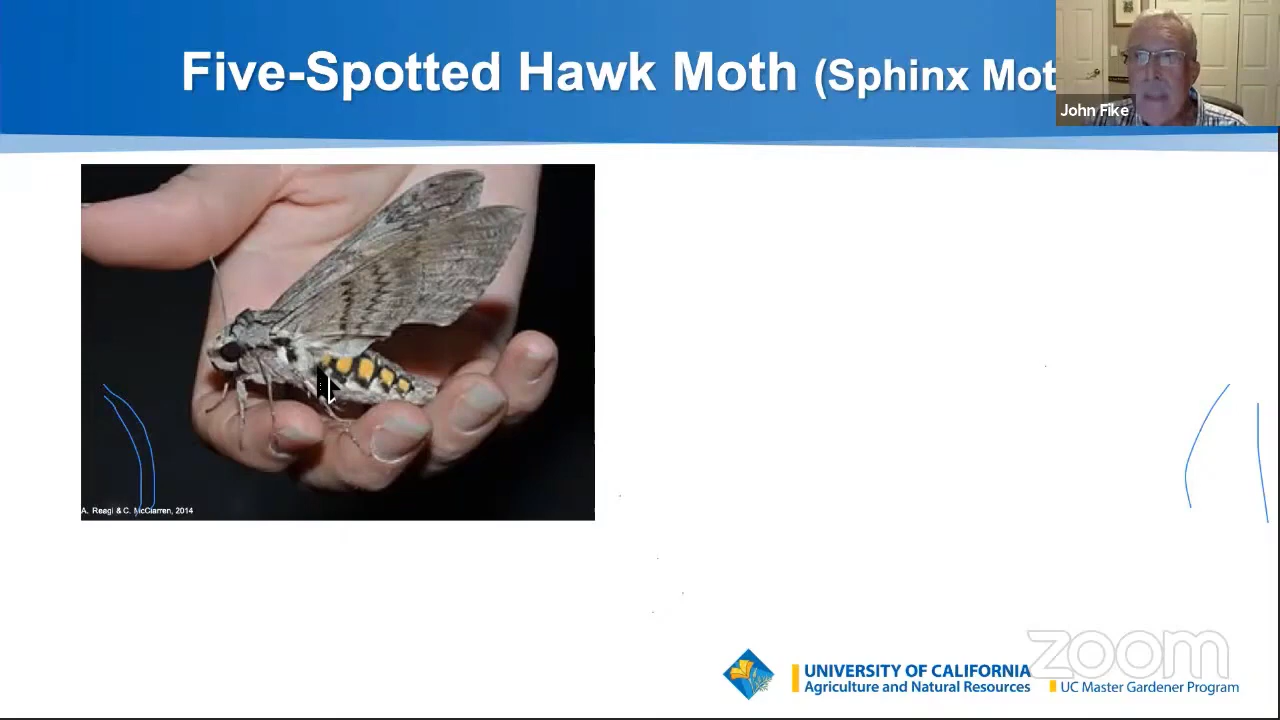 Five-Spotted Hawk Moth (Sphinx Mot
John Fike
A. Reagi & C. McClarren, 2014
UNIVERSITY OF CALIFORNIA
Agriculture and Natural Resources
UC Master Gardener Program
zoom